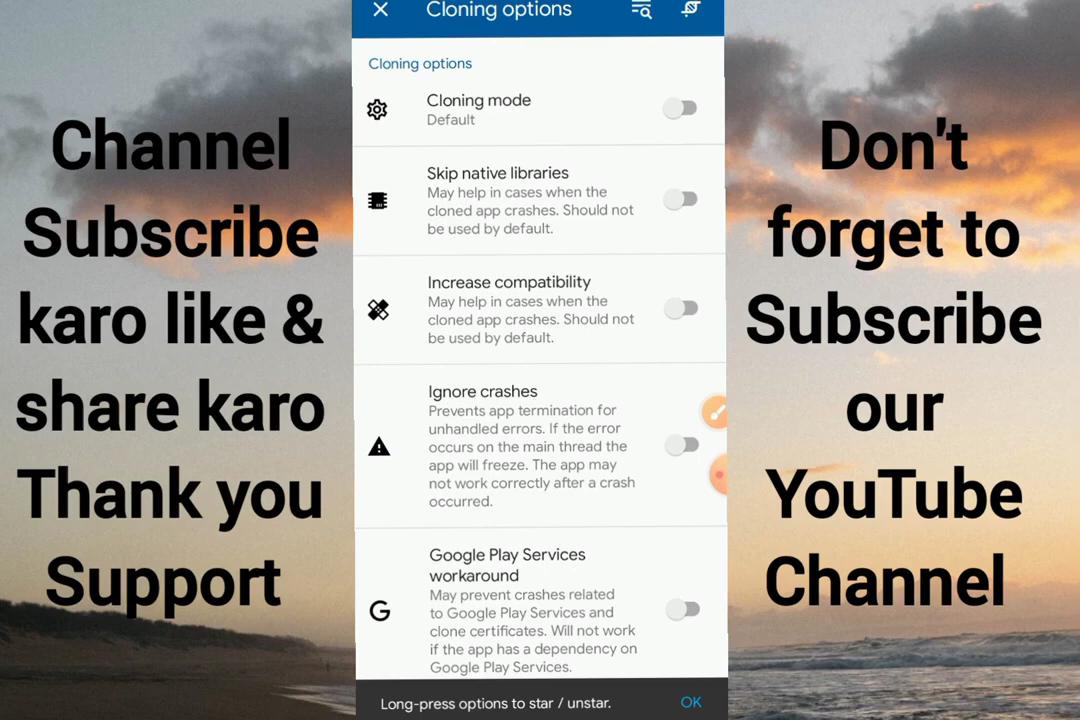 Channel
Subscribe
karo like &
share karo
Thank you
Support
Cloning options
Cloning options
Cloning mode
Default
Skip native libraries
May help in cases when the
cloned app crashes. Should not
be used by default.
Increase compatibility
May help in cases when the
cloned app crashes. Should not
be used by default.
Ignore crashes
Prevents app termination for
unhandled errors. If the error
occurs on the main thread the
app will freeze. The app may
not work correctly after a crash
occurred.
Google Play Services
workaround
May prevent crashes related
to Google Play Services and
clone certificates. Will not work
if the app has a dependency on
Google Play Services.
Long-press options to star / unstar. OK
Don't
forget to
Subscribe
our
YouTube
Channel